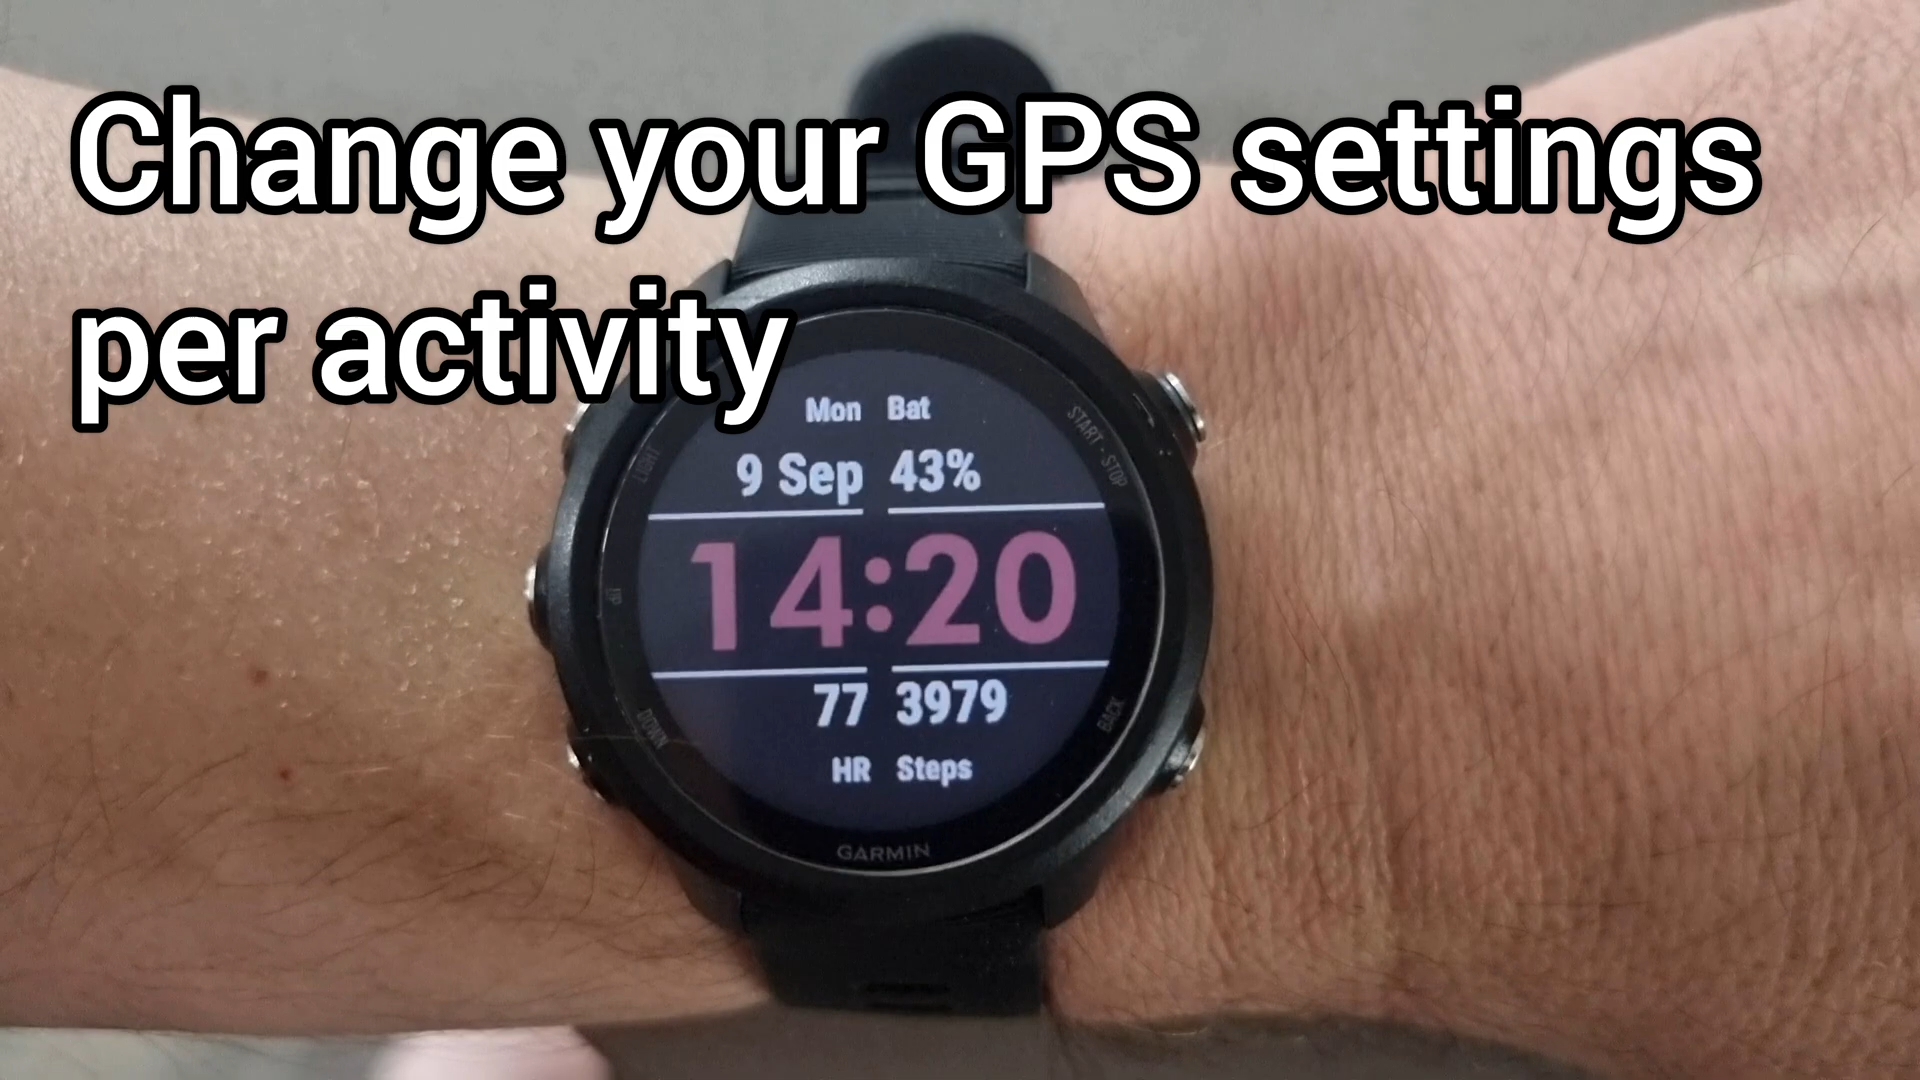 Change your GPS settings
per activity
Mon Bat
9 Sep 43%
14:20
77 3979
HR Steps
LIGHT
START·STOP
UP
DOWN
BACK
GARMIN